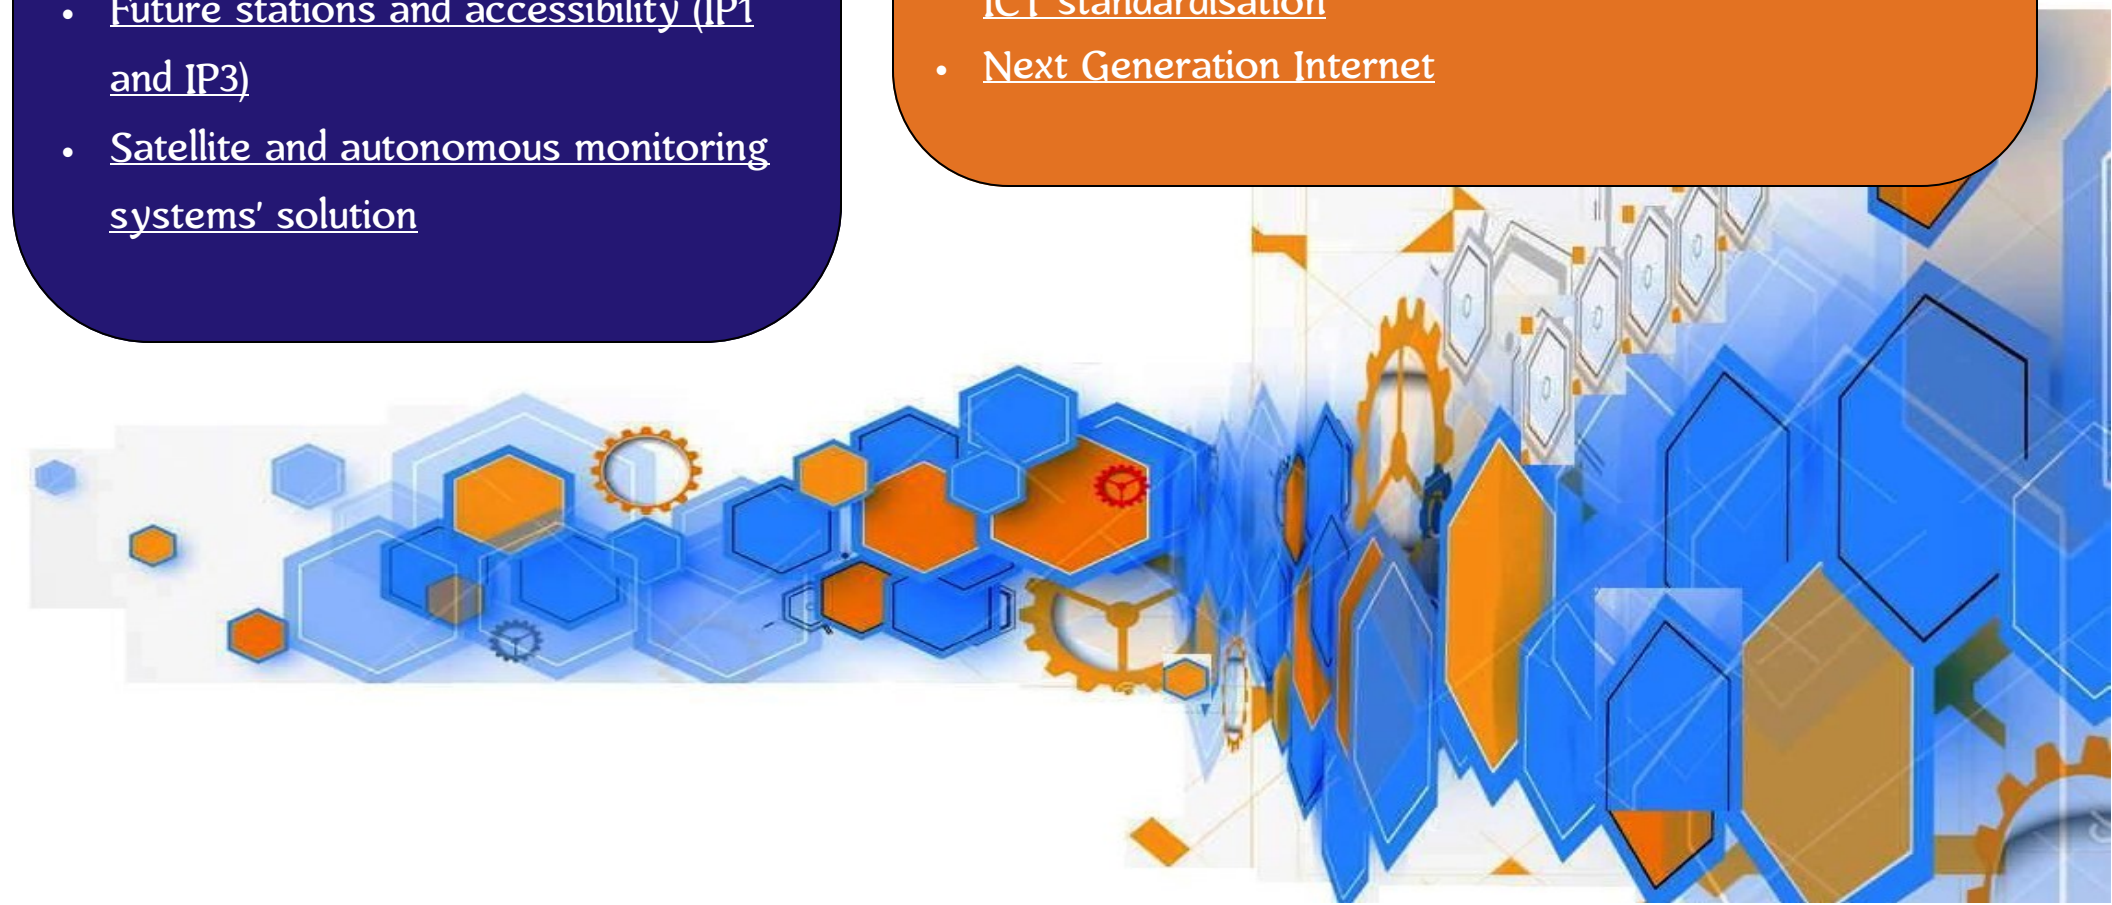 Future stations and accessibility (IP1
and IP3)
• Satellite and autonomous monitoring
systems' solution
ICT standardisation
• Next Generation Internet